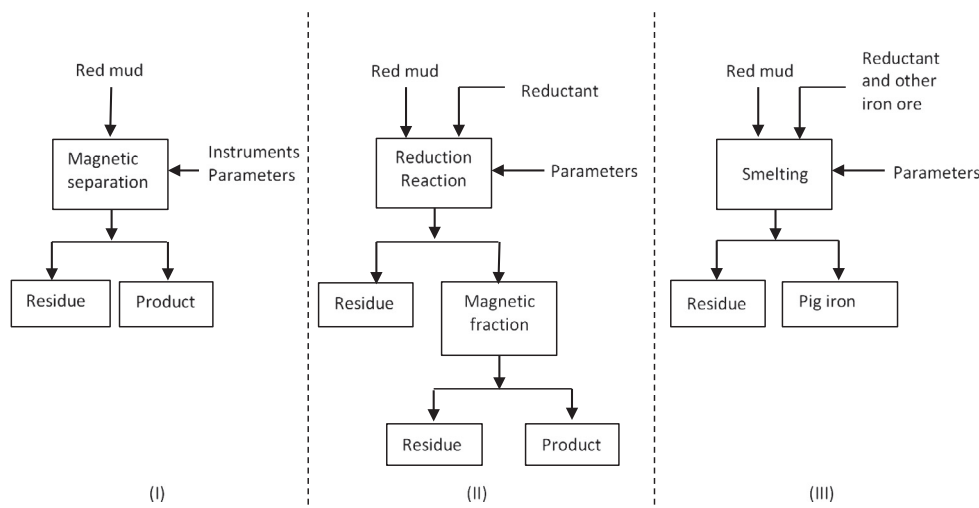 Red mud
Magnetic
separation
Instruments
Parameters
Residue
Product
(I)
Red mud
Reductant
Reduction
Reaction
Parameters
Residue
Magnetic
fraction
Residue
Product
(II)
Red mud
Reductant
and other
iron ore
Smelting
Parameters
Residue
Pig iron
(III)